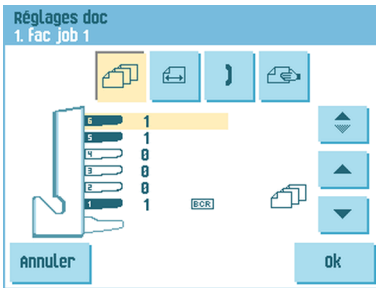 Réglages doc
1. Fac job 1
6 1
5 1
4 0
3 0
2 0
1 1 BCR
Annuler
Ok